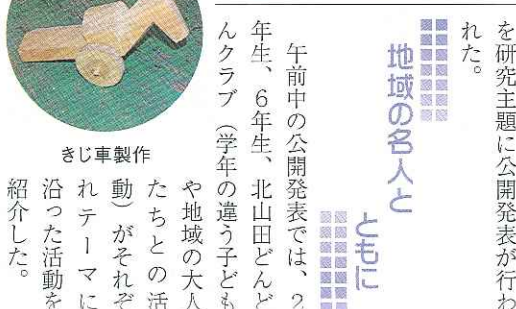 を研究主題に公開発表が行わ
れた。
地域の名人と
ともに
午前中の公開発表では、２
年生、６年生、北山田どんど
んクラブ（学年の違う子ども
や地域の大人
たちとの活
動）がそれぞ
れテーマに
沿った活動を
紹介した。
きじ車製作